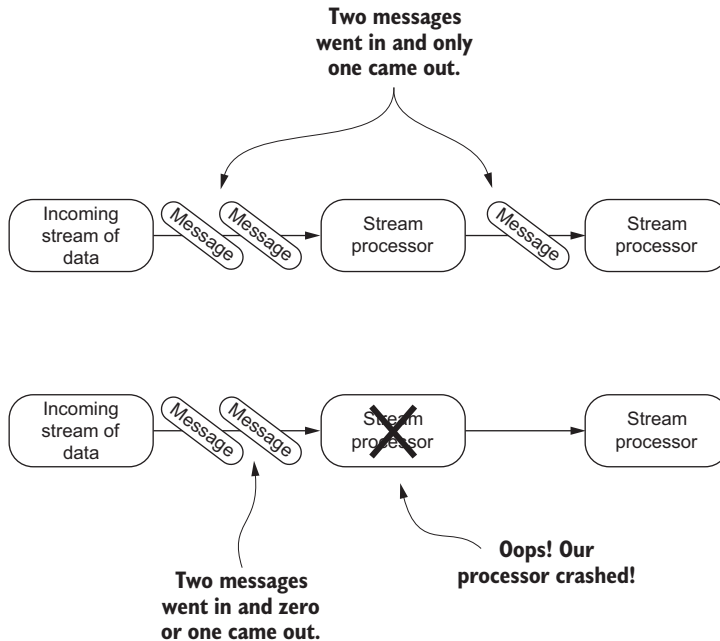 Two messages
went in and only
one came out.
Incoming
stream of
data
Message
Message
Stream
processor
Message
Stream
processor
Incoming
stream of
data
Message
Message
Stream
processor
Stream
processor
Two messages
went in and zero
or one came out.
Oops! Our
processor crashed!